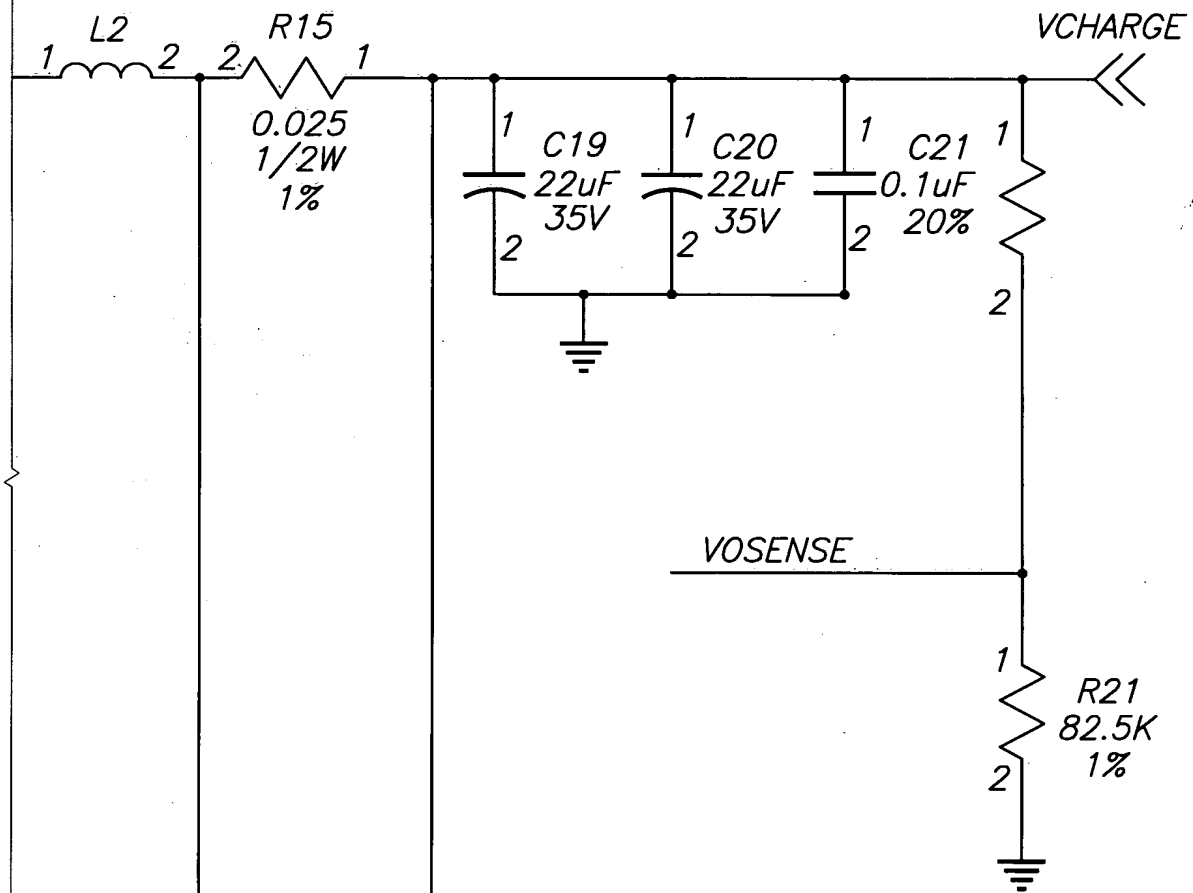 L2
R15
VCHARGE
1
2
2
1
0.025
1/2W
1%
1
C19
22uF
35V
2
1
C20
22uF
35V
2
1
C21
0.1uF
20%
2
1
2
VOSENSE
1
R21
82.5K
1%
2